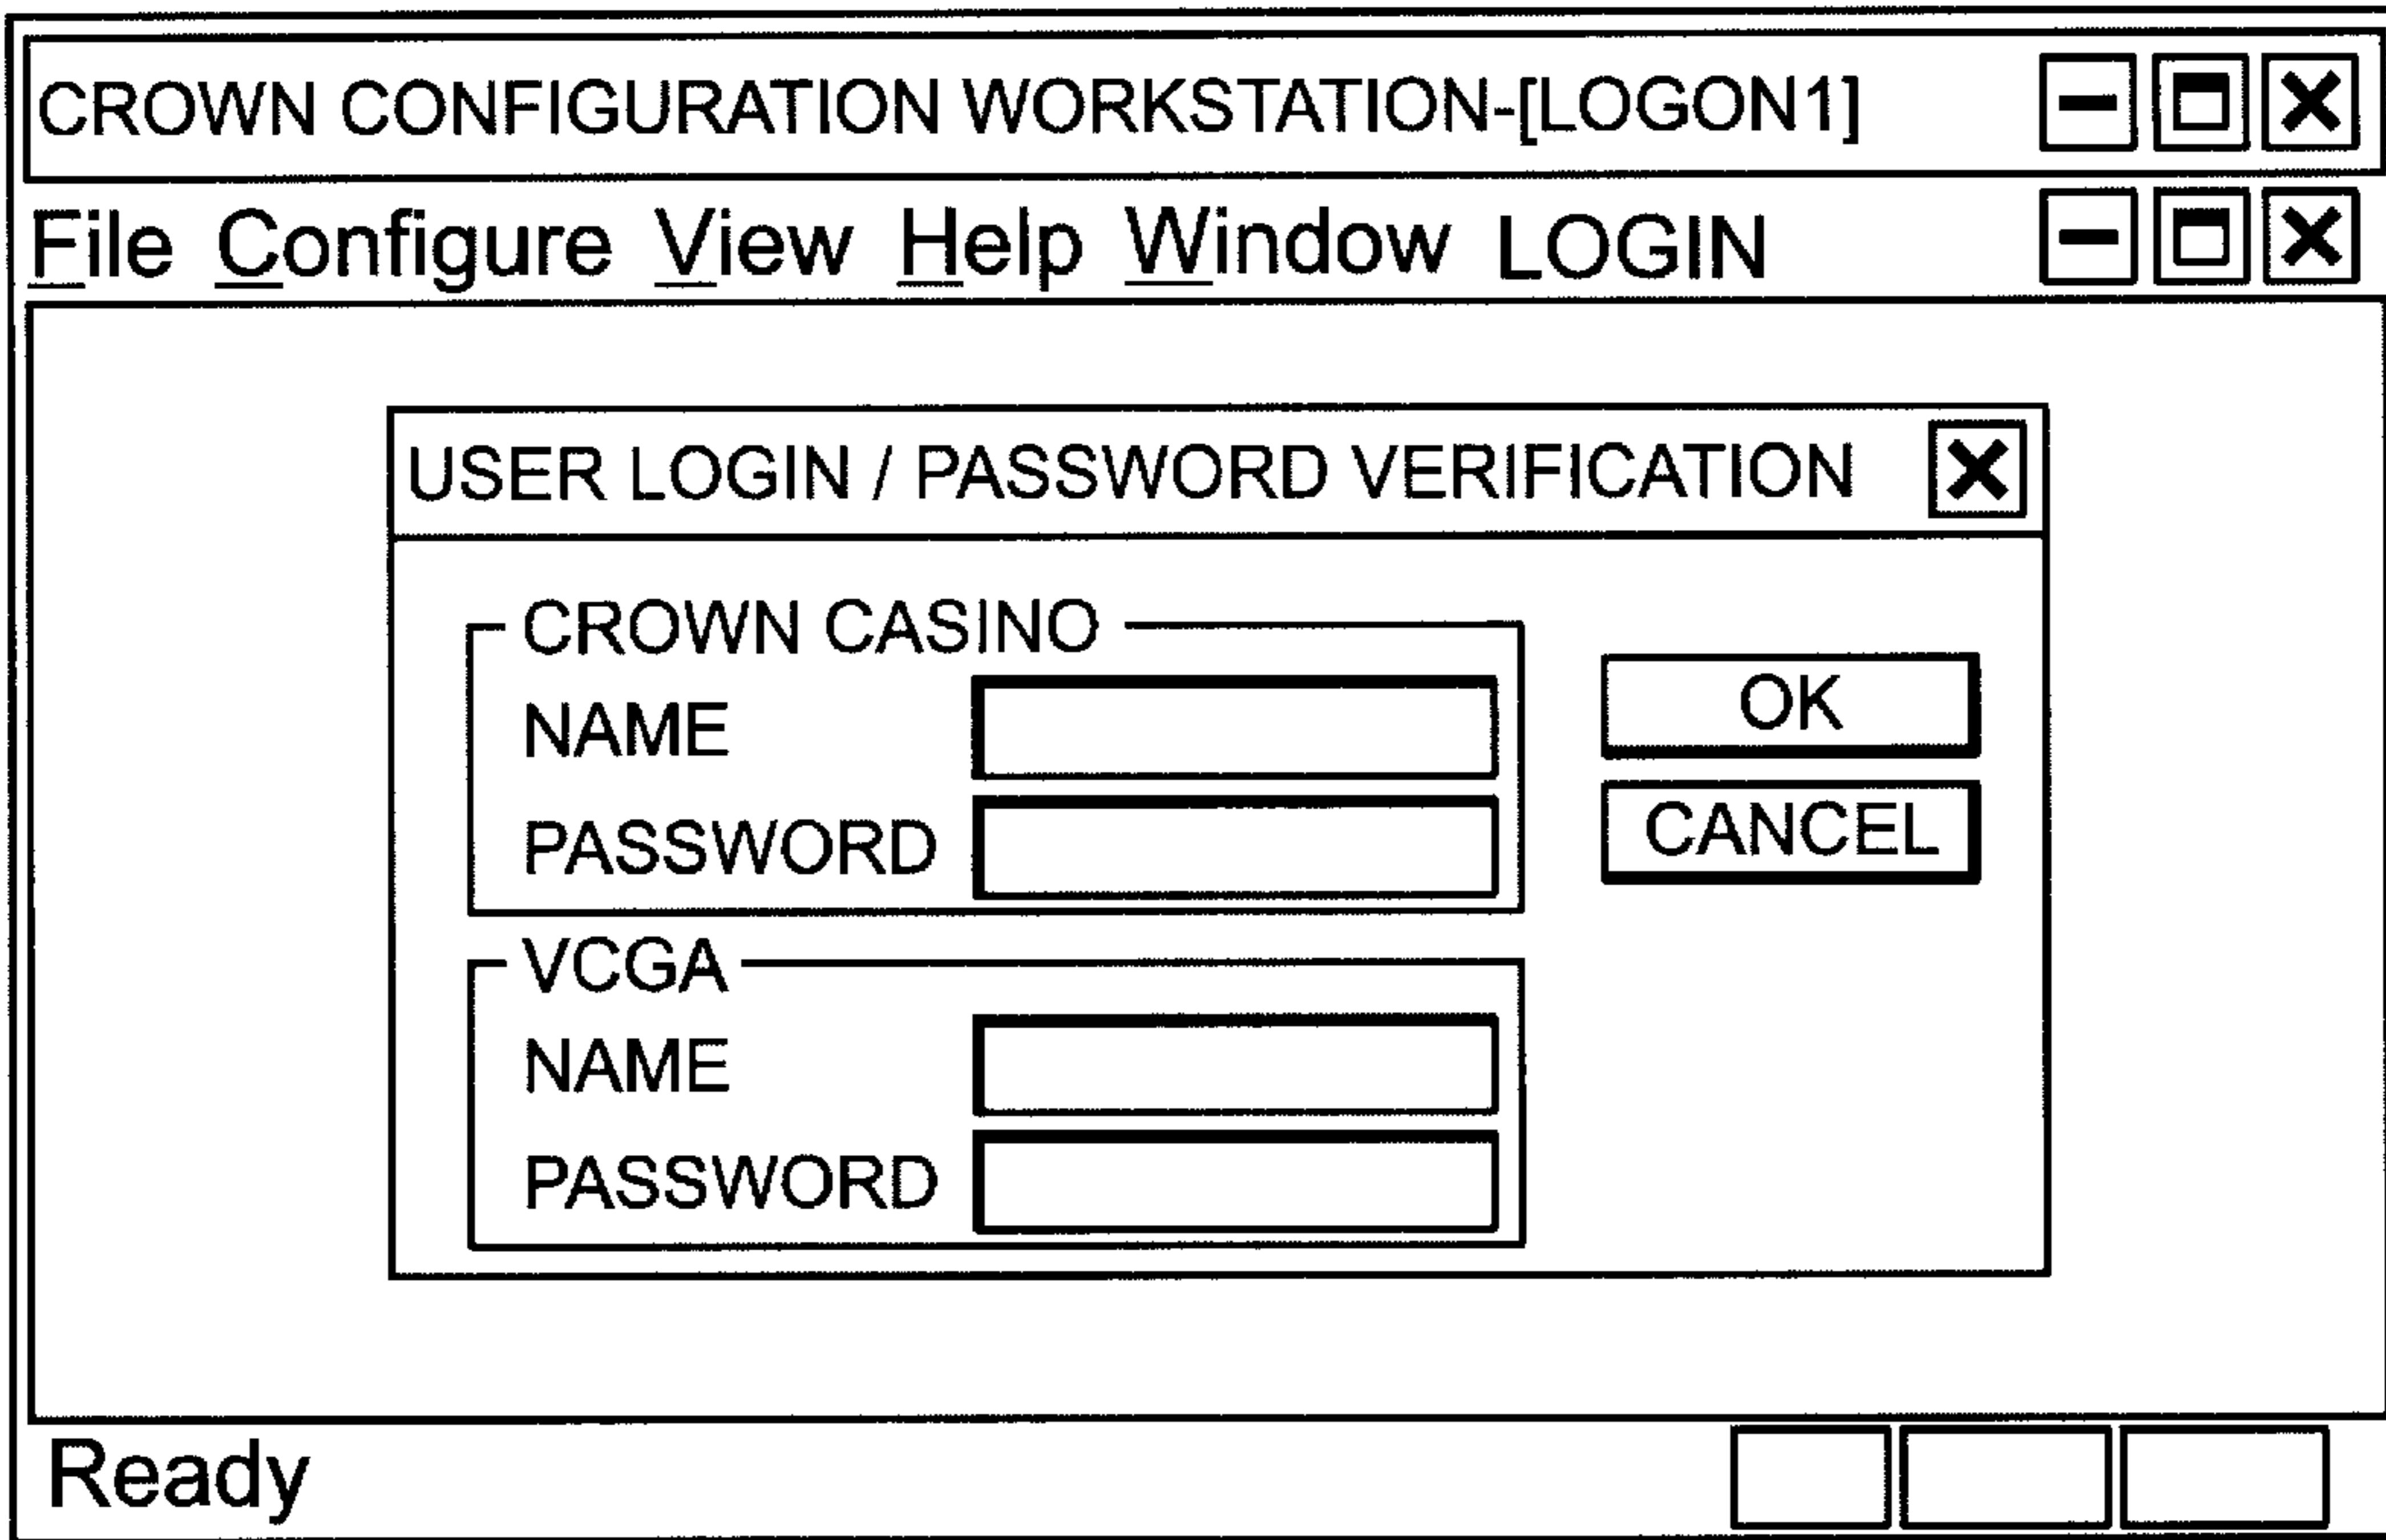 CROWN CONFIGURATION WORKSTATION-[LOGON1]
File Configure View Help Window LOGIN
USER LOGIN / PASSWORD VERIFICATION
CROWN CASINO
NAME
OK
PASSWORD
CANCEL
VCGA
NAME
PASSWORD
Ready